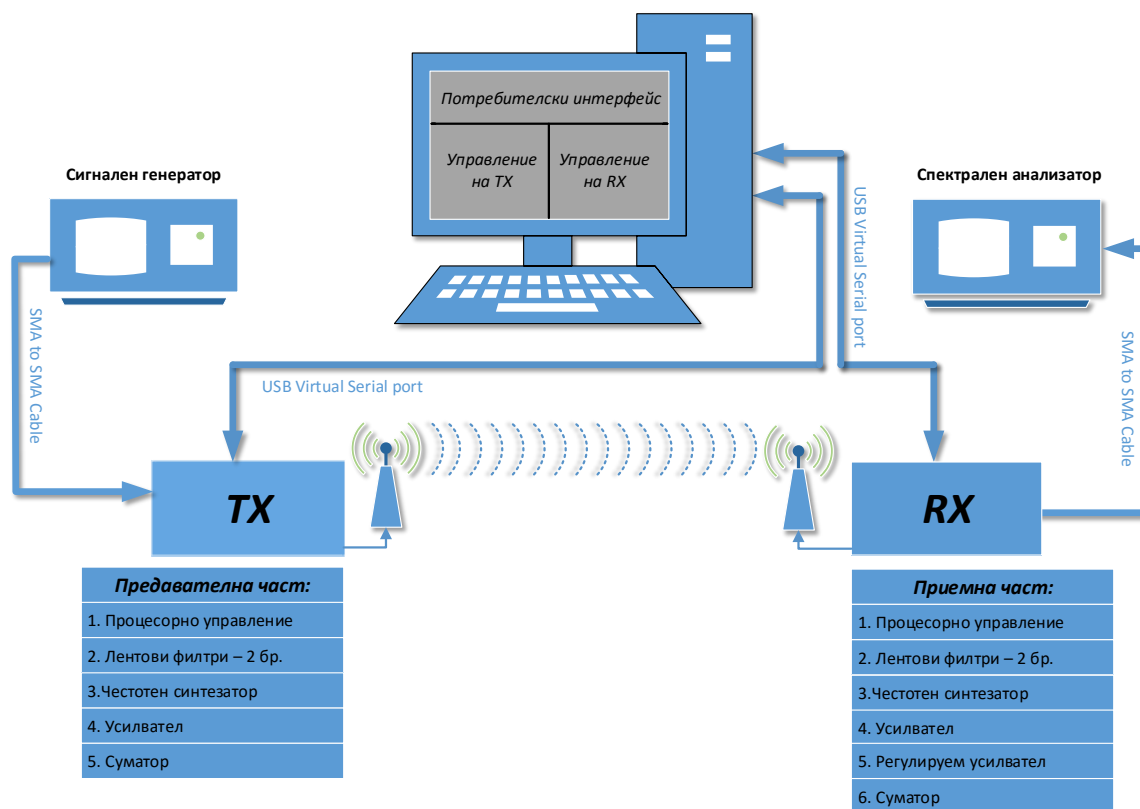 Потребителски интерфейс
Управление
на TX
Управление
на RX
Сигнален генератор
Спектрален анализатор
USB Virtual Serial port
SMA to SMA Cable
SMA to SMA Cable
USB Virtual Serial port
TX
RX
Предавателна част:
1. Процесорно управление
2. Лентови филтри – 2 бр.
3.Честотен синтезатор
4. Усилвател
5. Суматор
Приемна част:
1. Процесорно управление
2. Лентови филтри – 2 бр.
3.Честотен синтезатор
4. Усилвател
5. Регулируем усилвател
6. Суматор